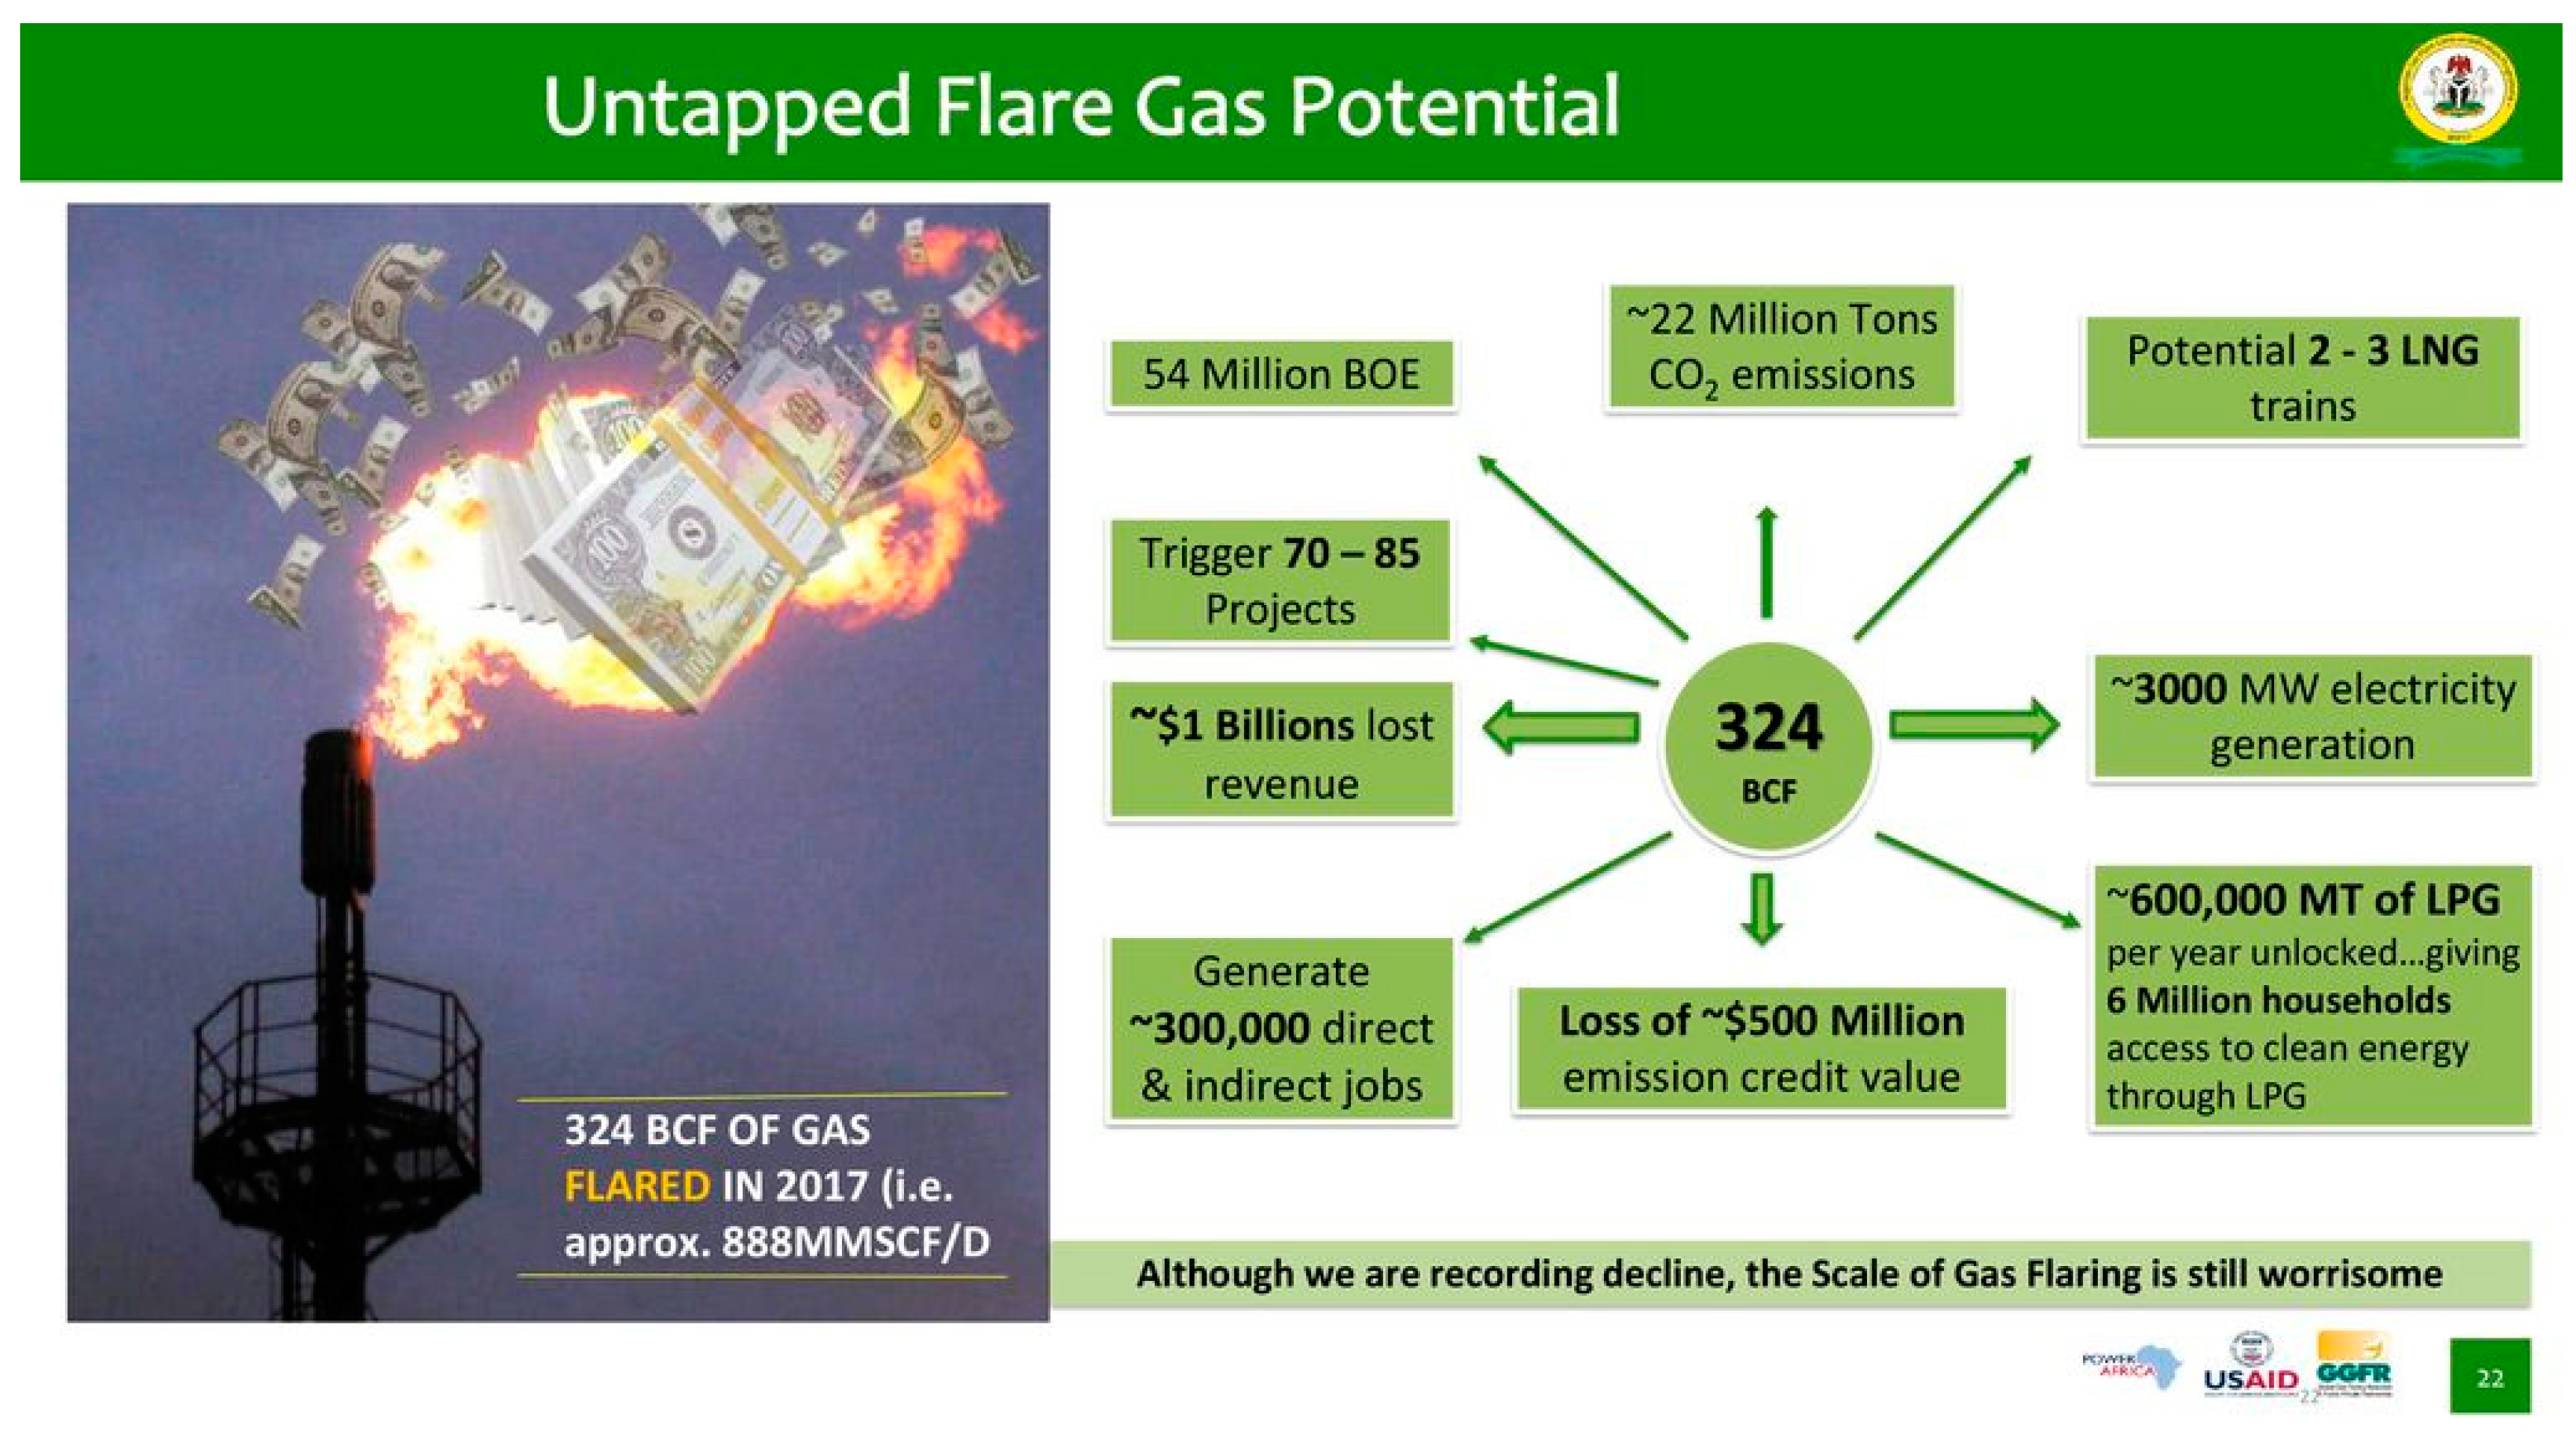 Untapped Flare Gas Potential
324 BCF OF GAS
FLARED IN 2017 (i.e.
approx. 888MMSCF/D
54 Million BOE
~22 Million Tons
CO₂ emissions
Potential 2 - 3 LNG
trains
Trigger 70 – 85
Projects
~$1 Billions lost
revenue
324
BCF
~3000 MW electricity
generation
Generate
~300,000 direct
& indirect jobs
Loss of ~$500 Million
emission credit value
~600,000 MT of LPG
per year unlocked...giving
6 Million households
access to clean energy
through LPG
Although we are recording decline, the Scale of Gas Flaring is still worrisome
POWER
AFRICA
USAID
GGFR
22
22